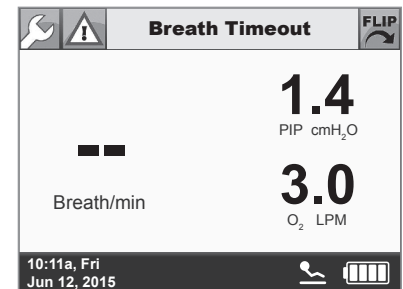 Breath Timeout
FLIP
1.4
PIP cmH₂O
--
Breath/min
3.0
O₂ LPM
10:11a, Fri
Jun 12, 2015